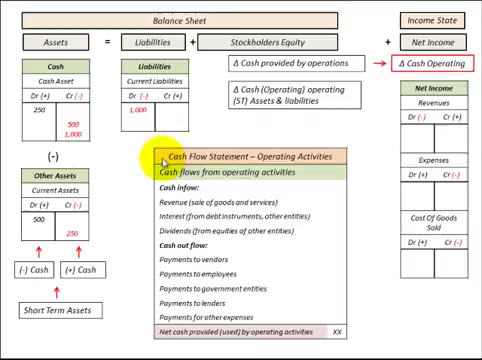 Balance Sheet
Income State
Assets = Liabilities + Stockholders Equity + Net Income
Δ Cash provided by operations
Δ Cash Operating
Δ Cash (Operating) operating
(ST) Assets & liabilities
Cash
Cash Asset
Dr (+) Cr (-)
250
500
1,000
Liabilities
Current Liabilities
Dr (-) Cr (+)
1,000
(-)
Other Assets
Current Assets
Dr (+) Cr (-)
500
250
(-) Cash (+) Cash
Short Term Assets
Cash Flow Statement – Operating Activities
Cash flows from operating activities
Cash infow:
Revenue (sale of goods and services)
Interest (from debt instruments, other entities)
Dividends (from equities of other entities)
Cash out flow:
Payments to vendors
Payments to employees
Payments to government entities
Payments to lenders
Payments for other expenses
Net cash provided (used) by operating activities XX
Net Income
Revenues
Dr (-) Cr (+)
Expenses
Dr (+) Cr (-)
Cost Of Goods
Sold
Dr (+) Cr (-)